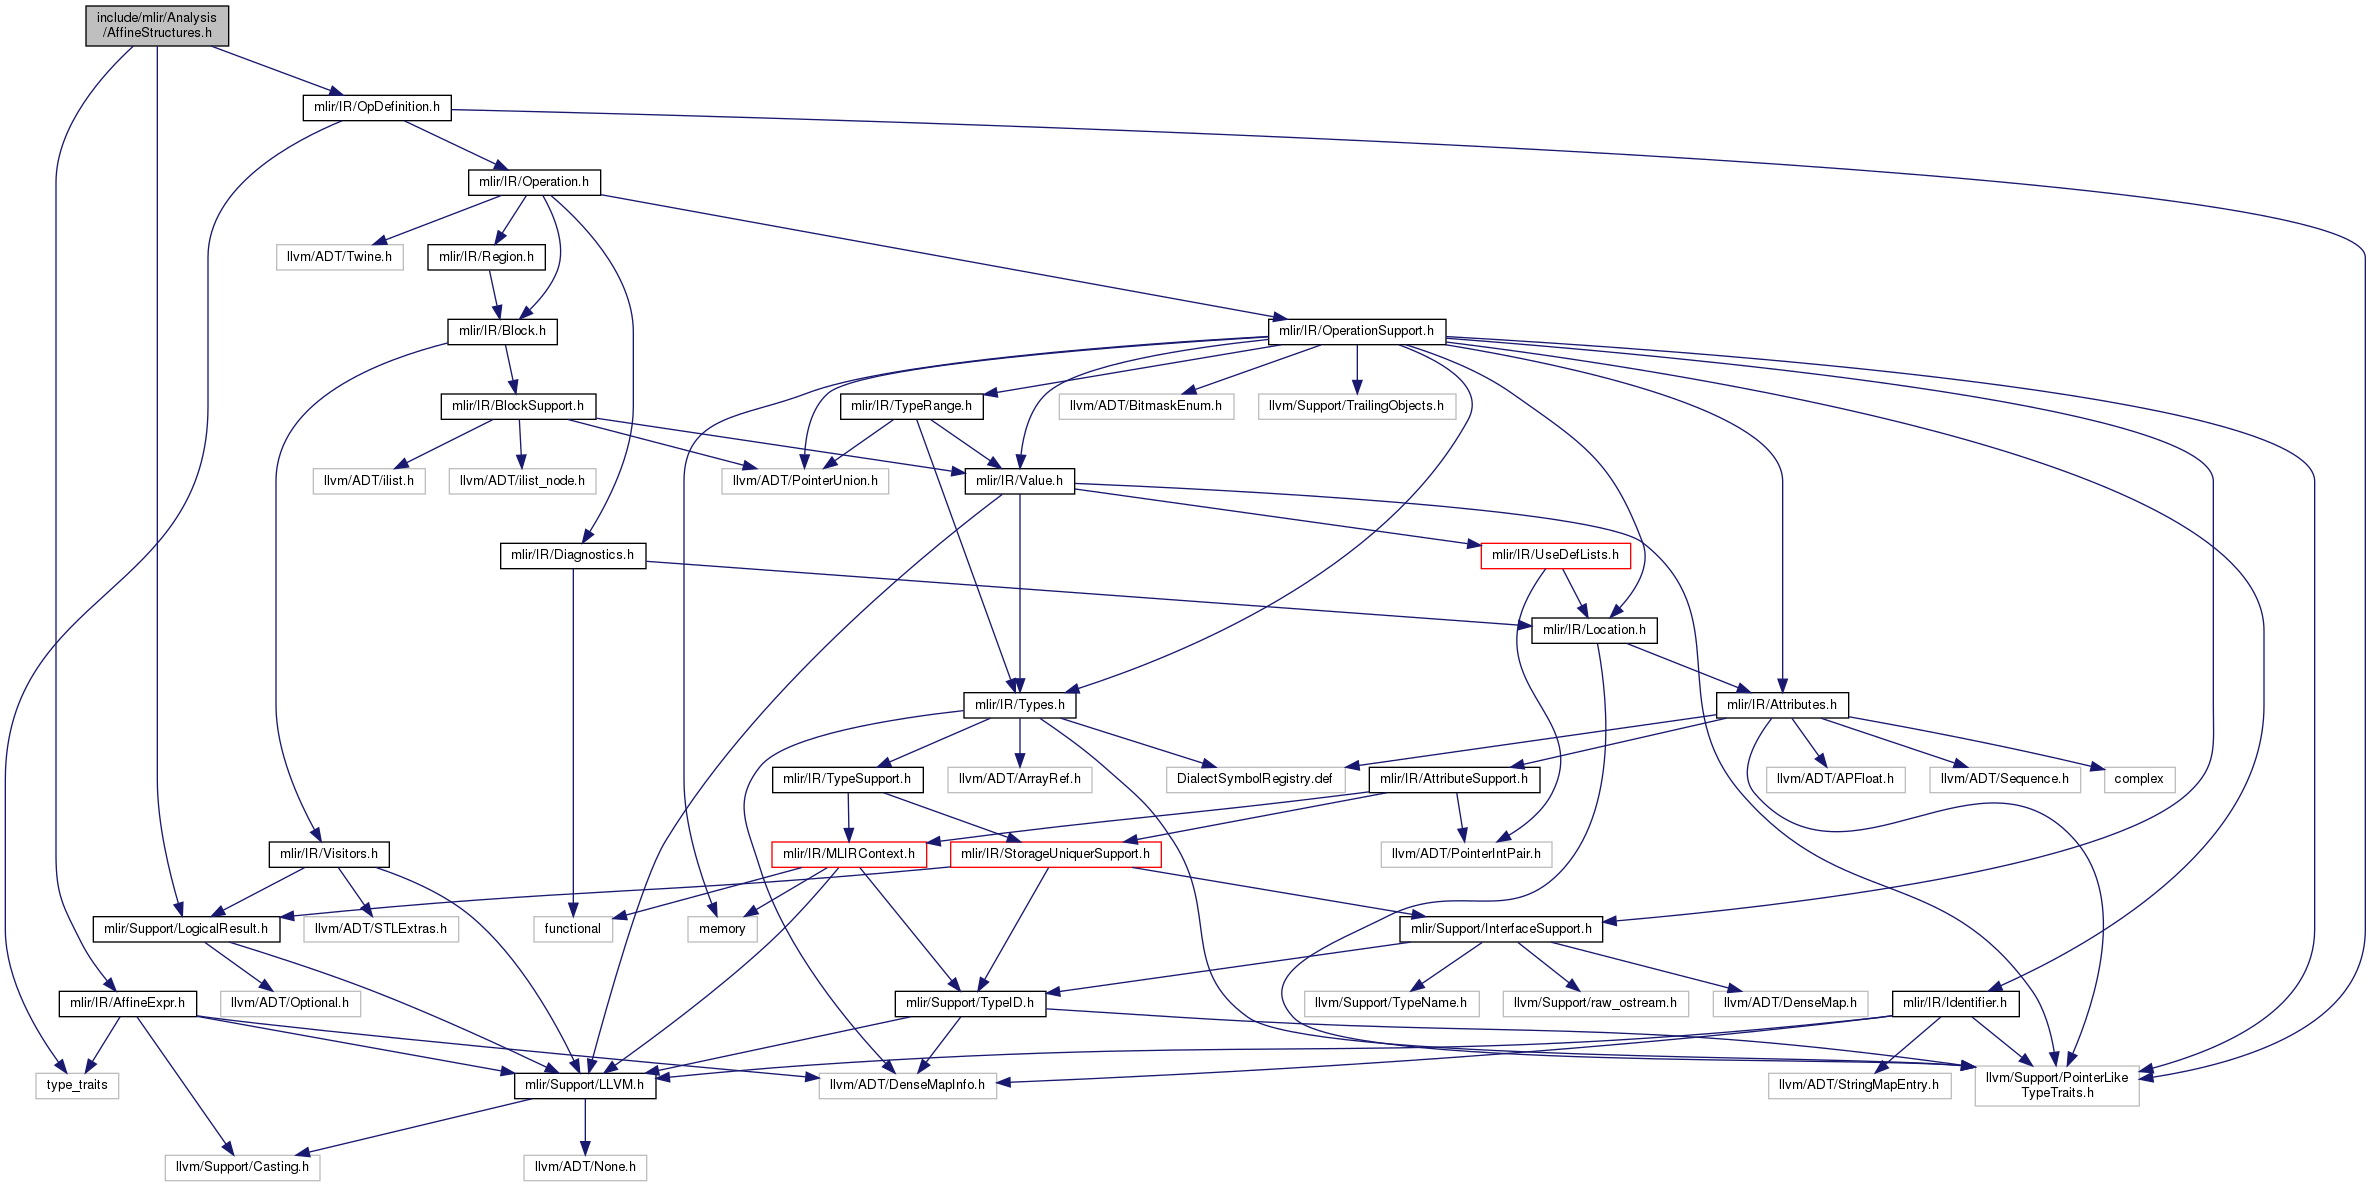 include/mlir/Analysis
/AffineStructures.h
mlir/IR/OpDefinition.h
mlir/IR/Operation.h
llvm/ADT/Twine.h
mlir/IR/Region.h
mlir/IR/Block.h
mlir/IR/OperationSupport.h
mlir/IR/BlockSupport.h
mlir/IR/TypeRange.h
llvm/ADT/BitmaskEnum.h
llvm/Support/TrailingObjects.h
llvm/ADT/ilist.h
llvm/ADT/ilist_node.h
llvm/ADT/PointerUnion.h
mlir/IR/Value.h
mlir/IR/Diagnostics.h
mlir/IR/UseDefLists.h
mlir/IR/Location.h
mlir/IR/Types.h
mlir/IR/Attributes.h
mlir/IR/TypeSupport.h
llvm/ADT/ArrayRef.h
DialectSymbolRegistry.def
mlir/IR/AttributeSupport.h
llvm/ADT/APFloat.h
llvm/ADT/Sequence.h
complex
mlir/IR/Visitors.h
mlir/IR/MLIRContext.h
mlir/IR/StorageUniquerSupport.h
llvm/ADT/PointerIntPair.h
mlir/Support/LogicalResult.h
llvm/ADT/STLExtras.h
functional
memory
mlir/Support/InterfaceSupport.h
mlir/IR/AffineExpr.h
llvm/ADT/Optional.h
mlir/Support/TypeID.h
llvm/Support/TypeName.h
llvm/Support/raw_ostream.h
llvm/ADT/DenseMap.h
mlir/IR/Identifier.h
type_traits
mlir/Support/LLVM.h
llvm/ADT/DenseMapInfo.h
llvm/ADT/StringMapEntry.h
llvm/Support/PointerLike
TypeTraits.h
llvm/Support/Casting.h
llvm/ADT/None.h